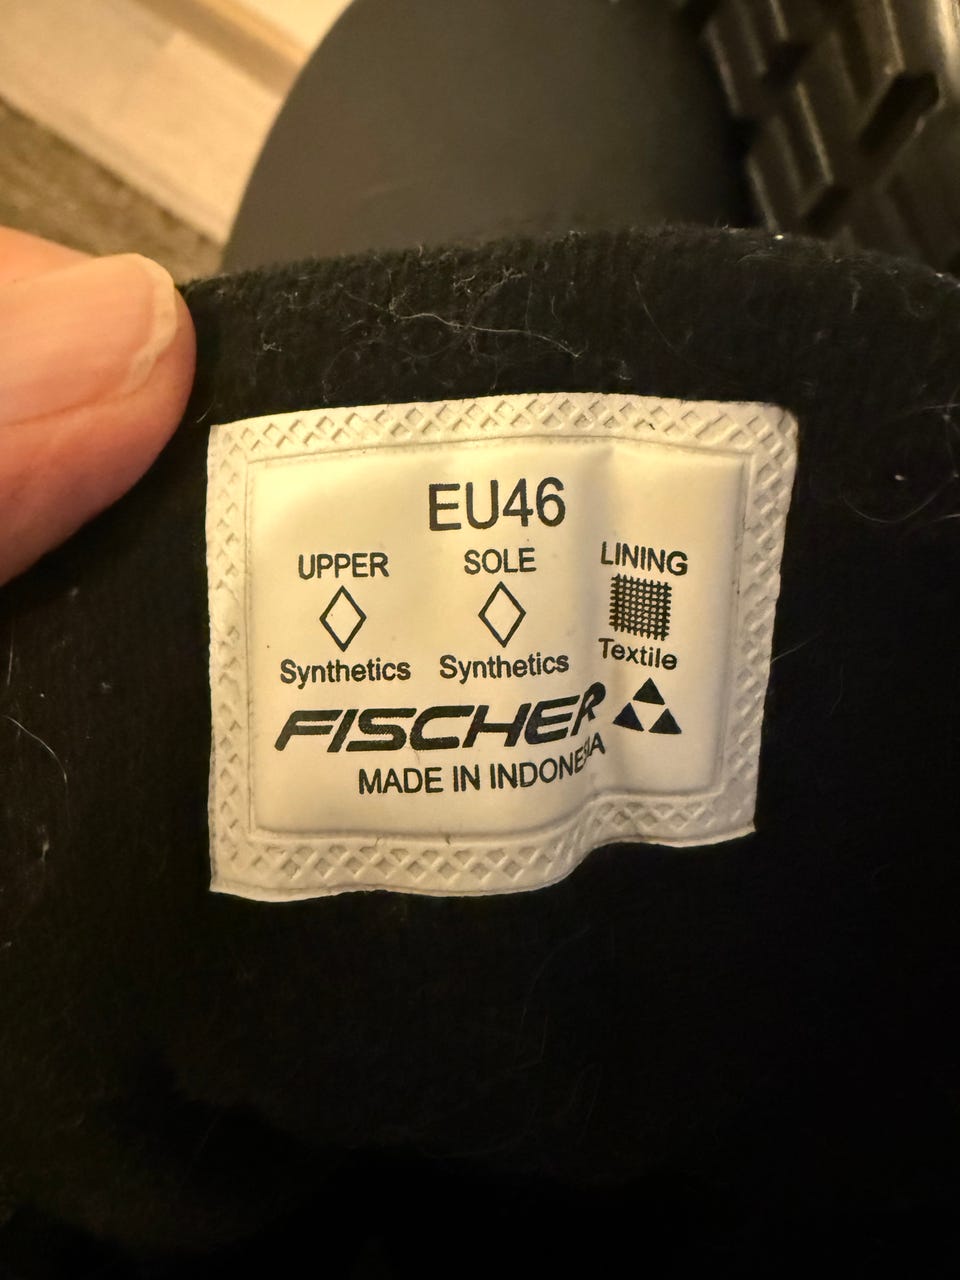 EU46
UPPER SOLE LINING
Synthetics Synthetics Textile
FISCHER
MADE IN INDONESIA